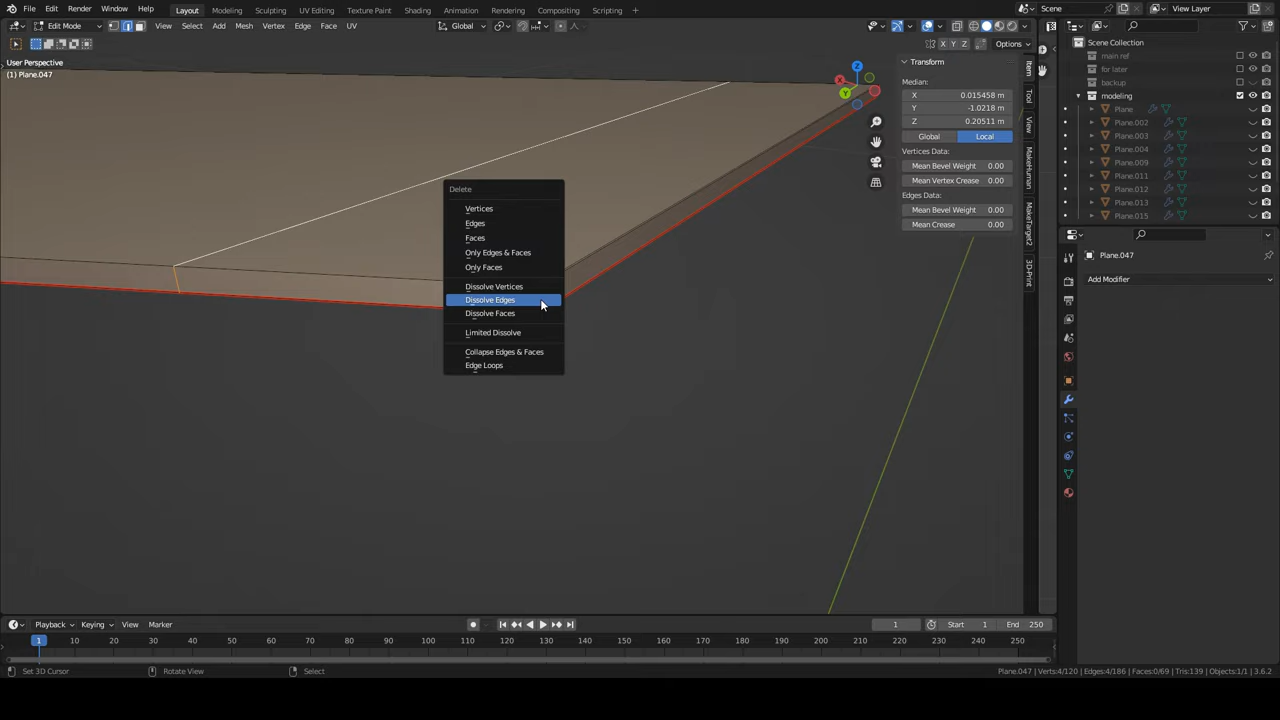 File Edit Render Window Help Layout Modeling Sculpting UV Editing Texture Paint Shading Animation Rendering Compositing Scripting + Scene View Layer
Edit Mode View Select Add Mesh Vertex Edge Face UV Global
X Y Z Options
User Perspective
(1) Plane.047
Transform
Median:
X 0.015458 m
Y -1.0218 m
Z 0.20511 m
Global Local
Vertices Data:
Mean Bevel Weight 0.00
Mean Vertex Crease 0.00
Edges Data:
Mean Bevel Weight 0.00
Mean Crease 0.00
Item
Tool
View
MakeHuman
MakeTarget2
3D-Print
X
Y
Z
Delete
Vertices
Edges
Faces
Only Edges & Faces
Only Faces
Dissolve Vertices
Dissolve Edges
Dissolve Faces
Limited Dissolve
Collapse Edges & Faces
Edge Loops
Scene Collection
main ref
for later
backup
modeling
Plane
Plane.002
Plane.003
Plane.004
Plane.009
Plane.011
Plane.012
Plane.013
Plane.015
Plane.047
Add Modifier
Playback Keying View Marker 1 Start 1 End 250
1 10 20 30 40 50 60 70 80 90 100 110 120 130 140 150 160 170 180 190 200 210 220 230 240 250
Set 3D Cursor Rotate View Select Plane.047 | Verts:4/120 | Edges:4/186 | Faces:0/69 | Tris:139 | Objects:1/1 | 3.6.2